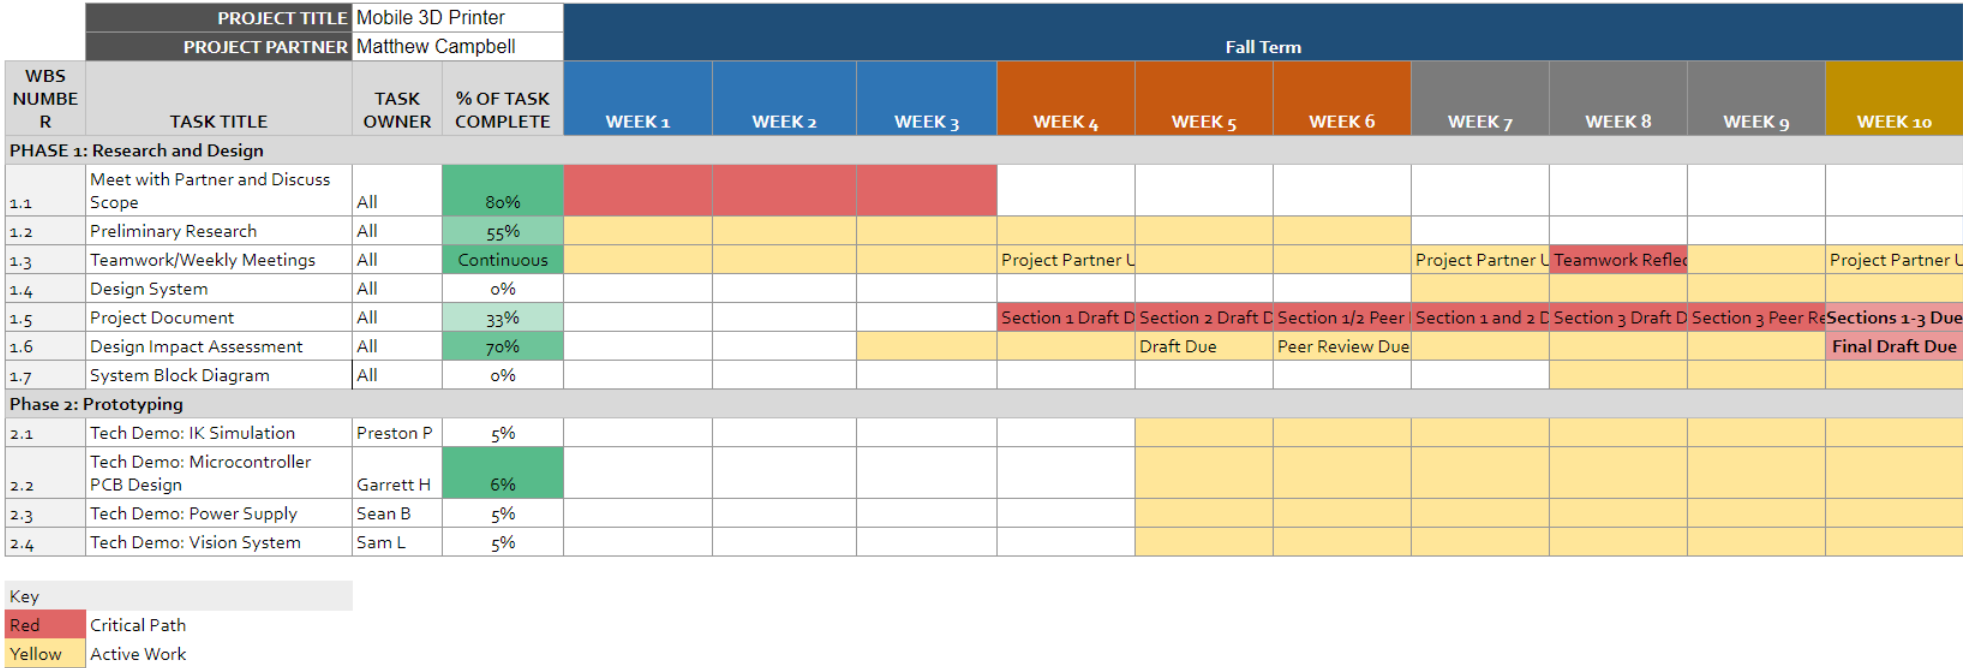 PROJECT TITLE Mobile 3D Printer
PROJECT PARTNER Matthew Campbell Fall Term
WBS NUMBE R TASK TITLE TASK OWNER % OF TASK COMPLETE WEEK 1 WEEK 2 WEEK 3 WEEK 4 WEEK 5 WEEK 6 WEEK 7 WEEK 8 WEEK 9 WEEK 10
PHASE 1: Research and Design
1.1 Meet with Partner and Discuss Scope All 80%
1.2 Preliminary Research All 55%
1.3 Teamwork/Weekly Meetings All Continuous Project Partner U Project Partner U Teamwork Reflec Project Partner U
1.4 Design System All 0%
1.5 Project Document All 33% Section 1 Draft D Section 2 Draft D Section 1/2 Peer Section 1 and 2 D Section 3 Draft D Section 3 Peer Re Sections 1-3 Due
1.6 Design Impact Assessment All 70% Draft Due Peer Review Due Final Draft Due
1.7 System Block Diagram All 0%
Phase 2: Prototyping
2.1 Tech Demo: IK Simulation Preston P 5%
2.2 Tech Demo: Microcontroller PCB Design Garrett H 6%
2.3 Tech Demo: Power Supply Sean B 5%
2.4 Tech Demo: Vision System Sam L 5%
Key
Red Critical Path
Yellow Active Work